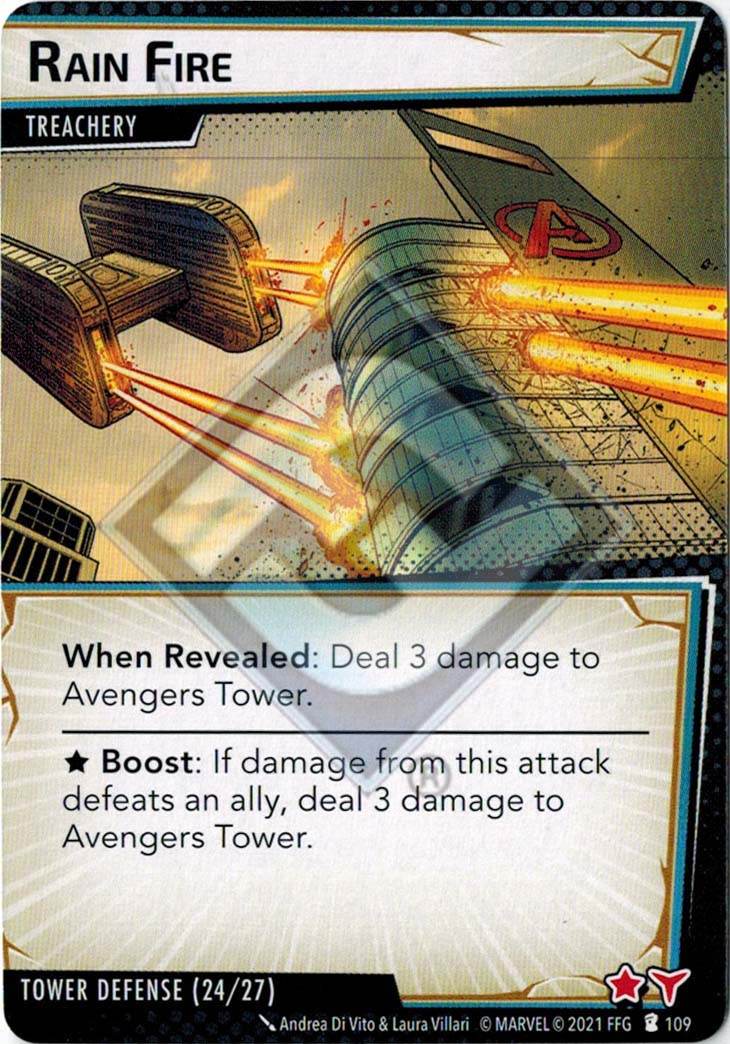 RAIN FIRE
TREACHERY
A
When Revealed: Deal 3 damage to
Avengers Tower.
★ Boost: If damage from this attack
defeats an ally, deal 3 damage to
Avengers Tower.
®
TOWER DEFENSE (24/27)
Andrea Di Vito & Laura Villari © MARVEL © 2021 FFG 109